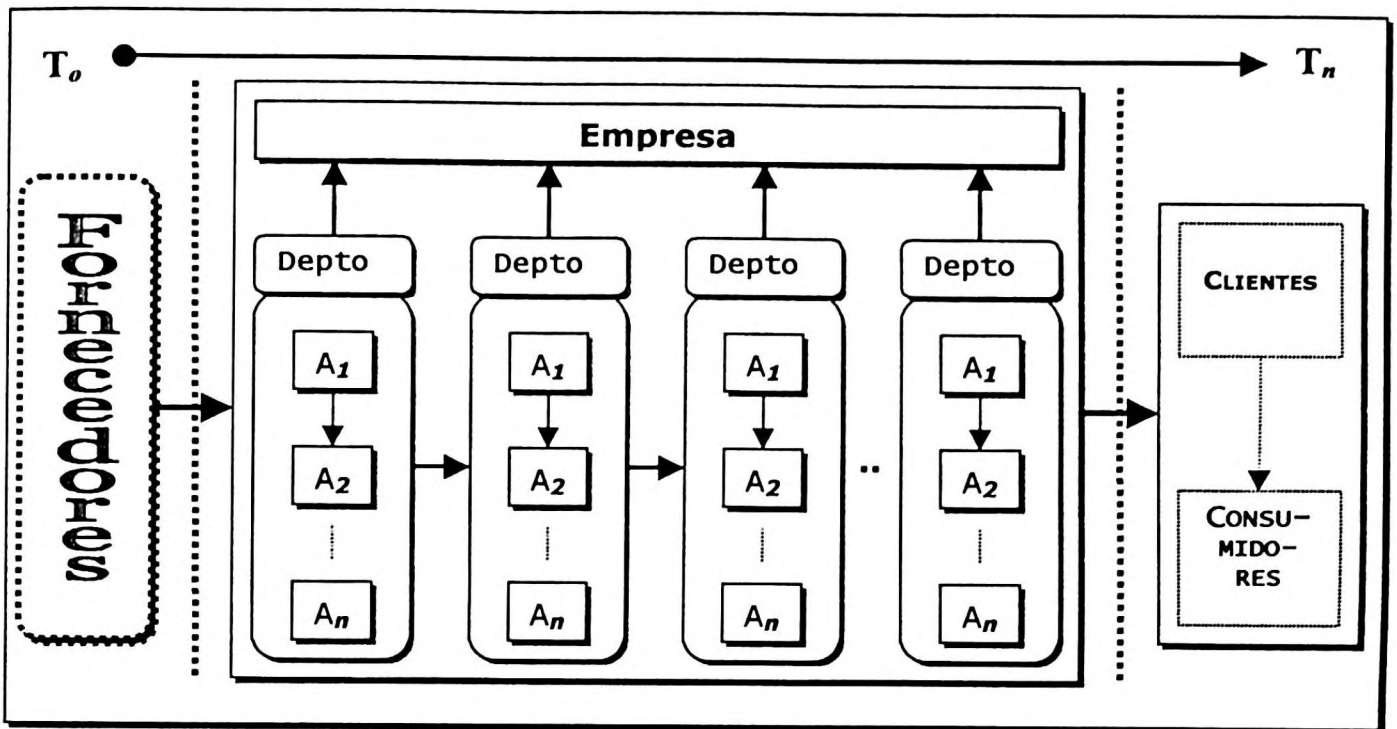 T₀ Tₙ
Empresa
Fornecedores
Depto Depto Depto Depto
A1 A1 A1 A1
A2 A2 .. A2 A2
An An An An
CLIENTES
CONSU-
MIDO-
RES